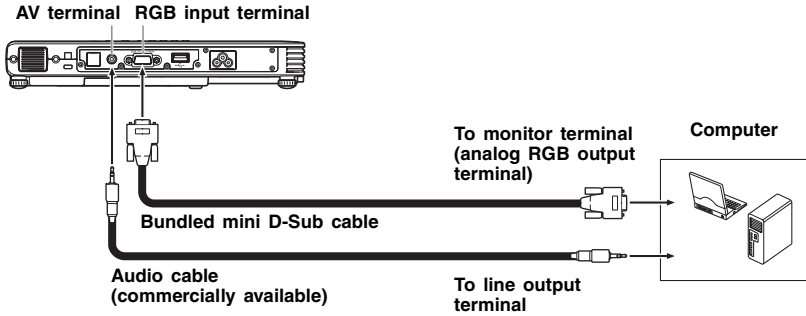 AV terminal RGB input terminal
To monitor terminal
(analog RGB output
terminal)
Computer
Bundled mini D-Sub cable
Audio cable
(commercially available)
To line output
terminal